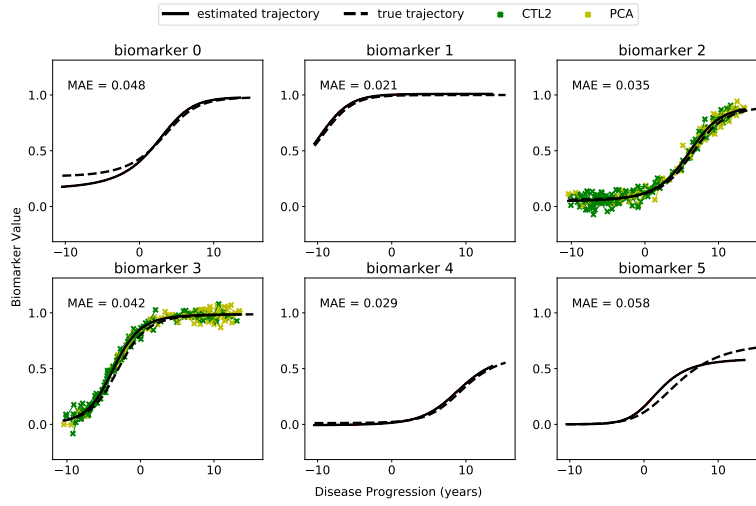 estimated trajectory true trajectory CTL2 PCA
biomarker 0 biomarker 1 biomarker 2
MAE = 0.048 MAE = 0.021 MAE = 0.035
1.0 1.0 1.0
0.5 0.5 0.5
0.0 0.0 0.0
−10 0 10 −10 0 10 −10 0 10
Biomarker Value
biomarker 3 biomarker 4 biomarker 5
MAE = 0.042 MAE = 0.029 MAE = 0.058
1.0 1.0 1.0
0.5 0.5 0.5
0.0 0.0 0.0
−10 0 10 −10 0 10 −10 0 10
Disease Progression (years)